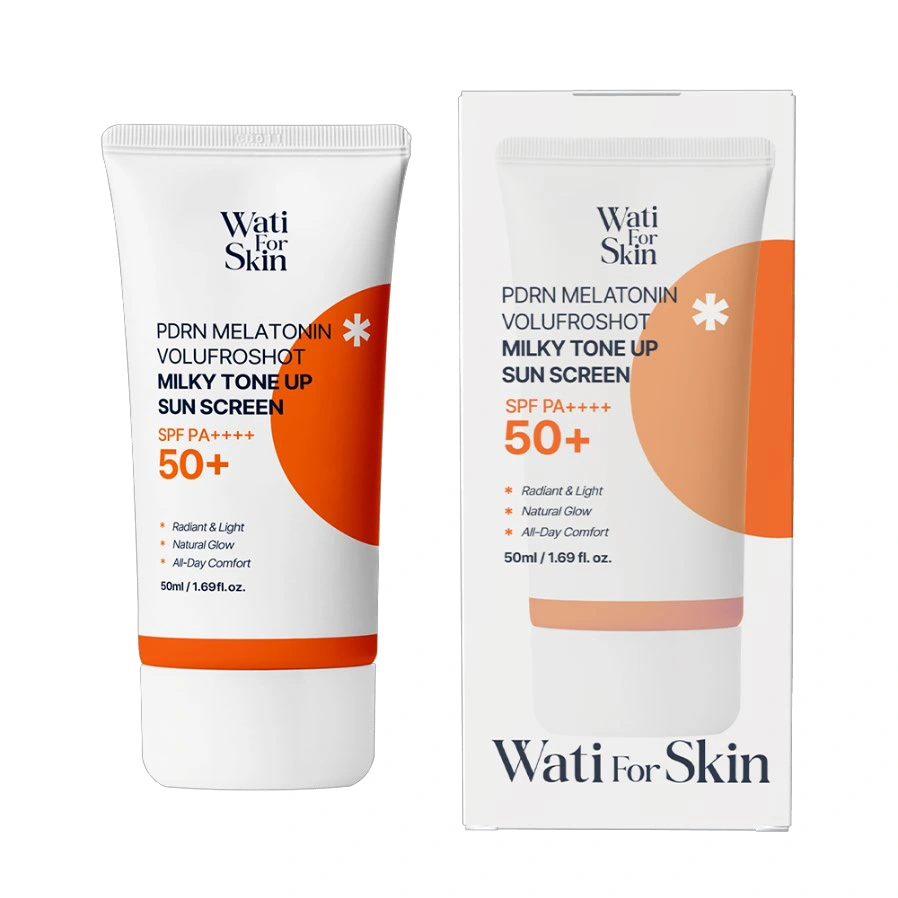 Wati
For
Skin
PDRN MELATONIN
VOLUFROSHOT
MILKY TONE UP
SUN SCREEN
SPF PA++++
50+
* Radiant & Light
* Natural Glow
* All-Day Comfort
50ml / 1.69fl. oz.
Wati
For
Skin
PDRN MELATONIN
VOLUFROSHOT
MILKY TONE UP
SUN SCREEN
SPF PA++++
50+
* Radiant & Light
* Natural Glow
* All-Day Comfort
50ml / 1.69 fl. oz.
Wati For Skin